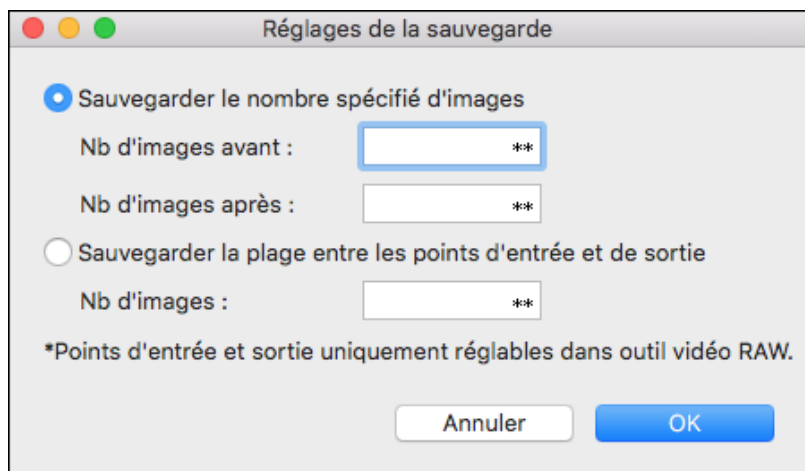 Réglages de la sauvegarde
Sauvegarder le nombre spécifié d'images
Nb d'images avant : **
Nb d'images après : **
Sauvegarder la plage entre les points d'entrée et de sortie
Nb d'images : **
*Points d'entrée et sortie uniquement réglables dans outil vidéo RAW.
Annuler OK